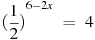 (1/2)^{6-2x} = 4